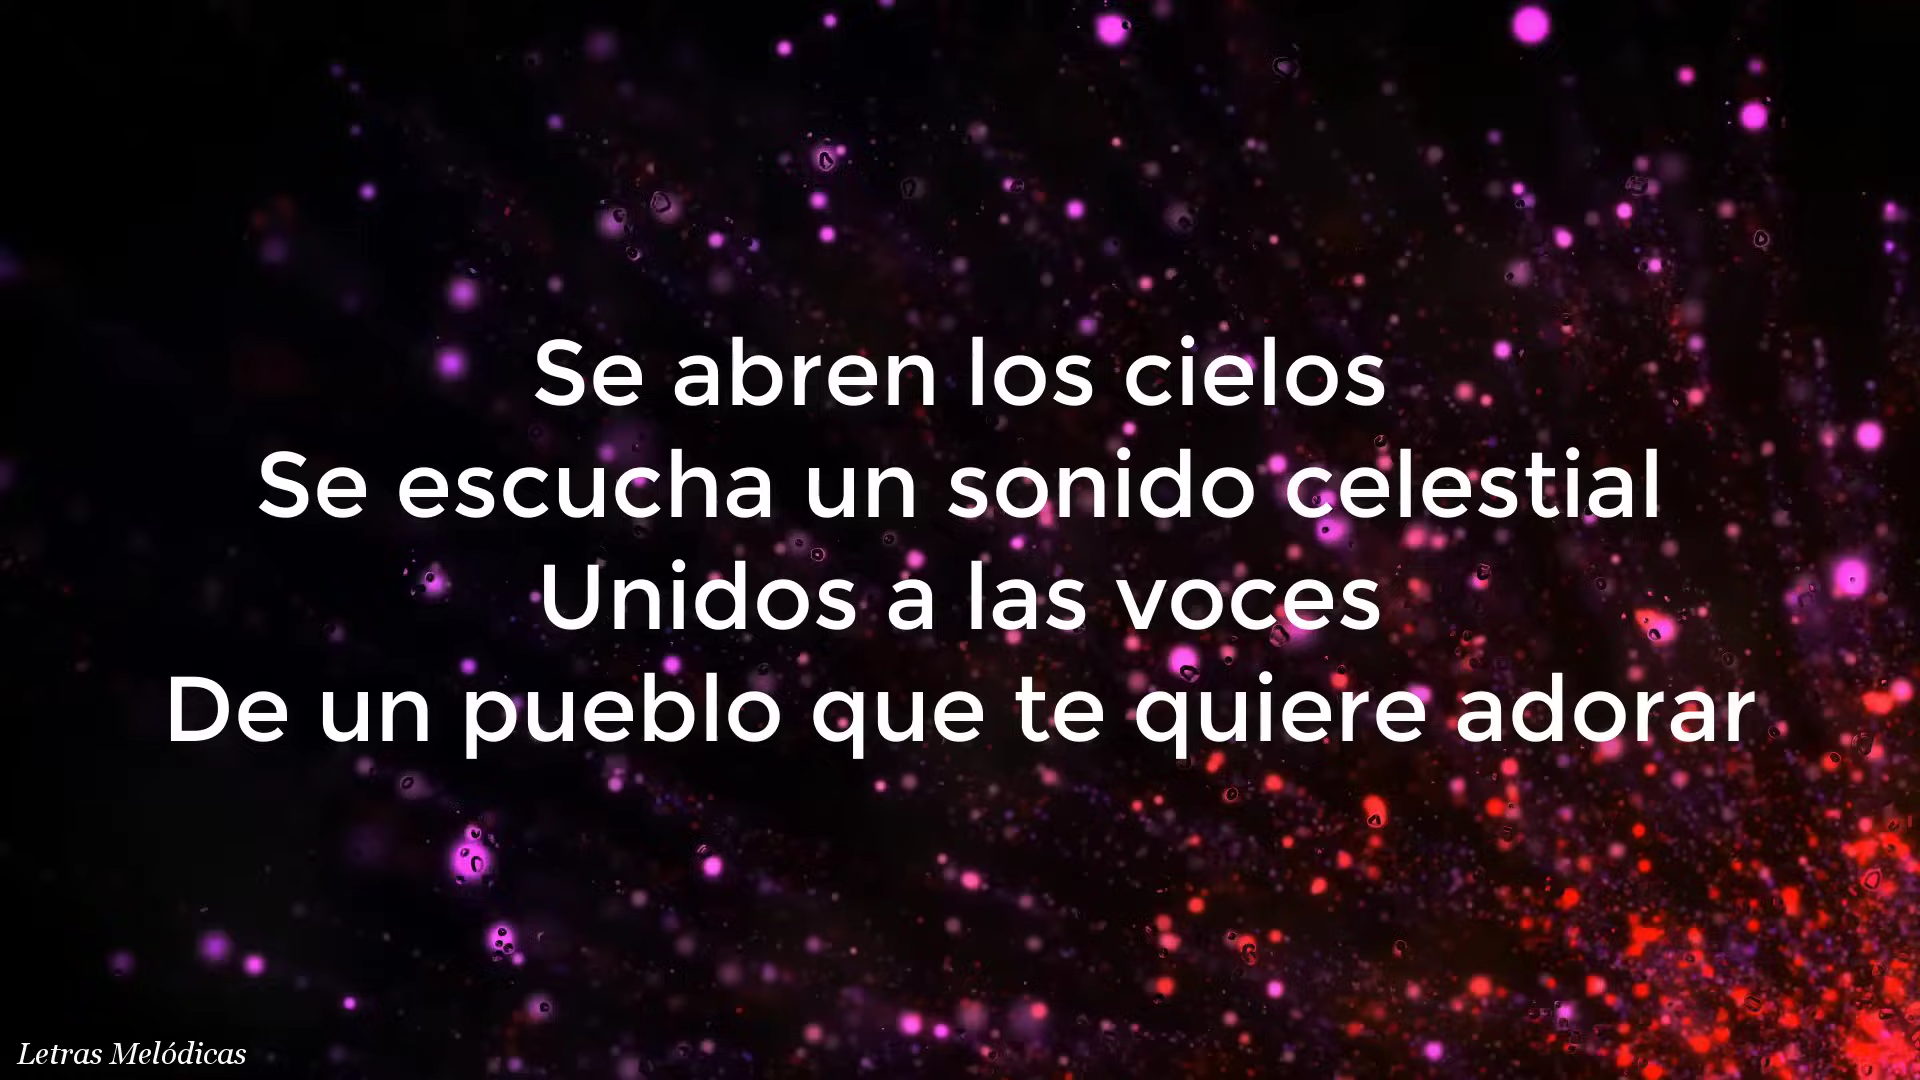 Se abren los cielos
Se escucha un sonido celestial
Unidos a las voces
De un pueblo que te quiere adorar
Letras Melódicas